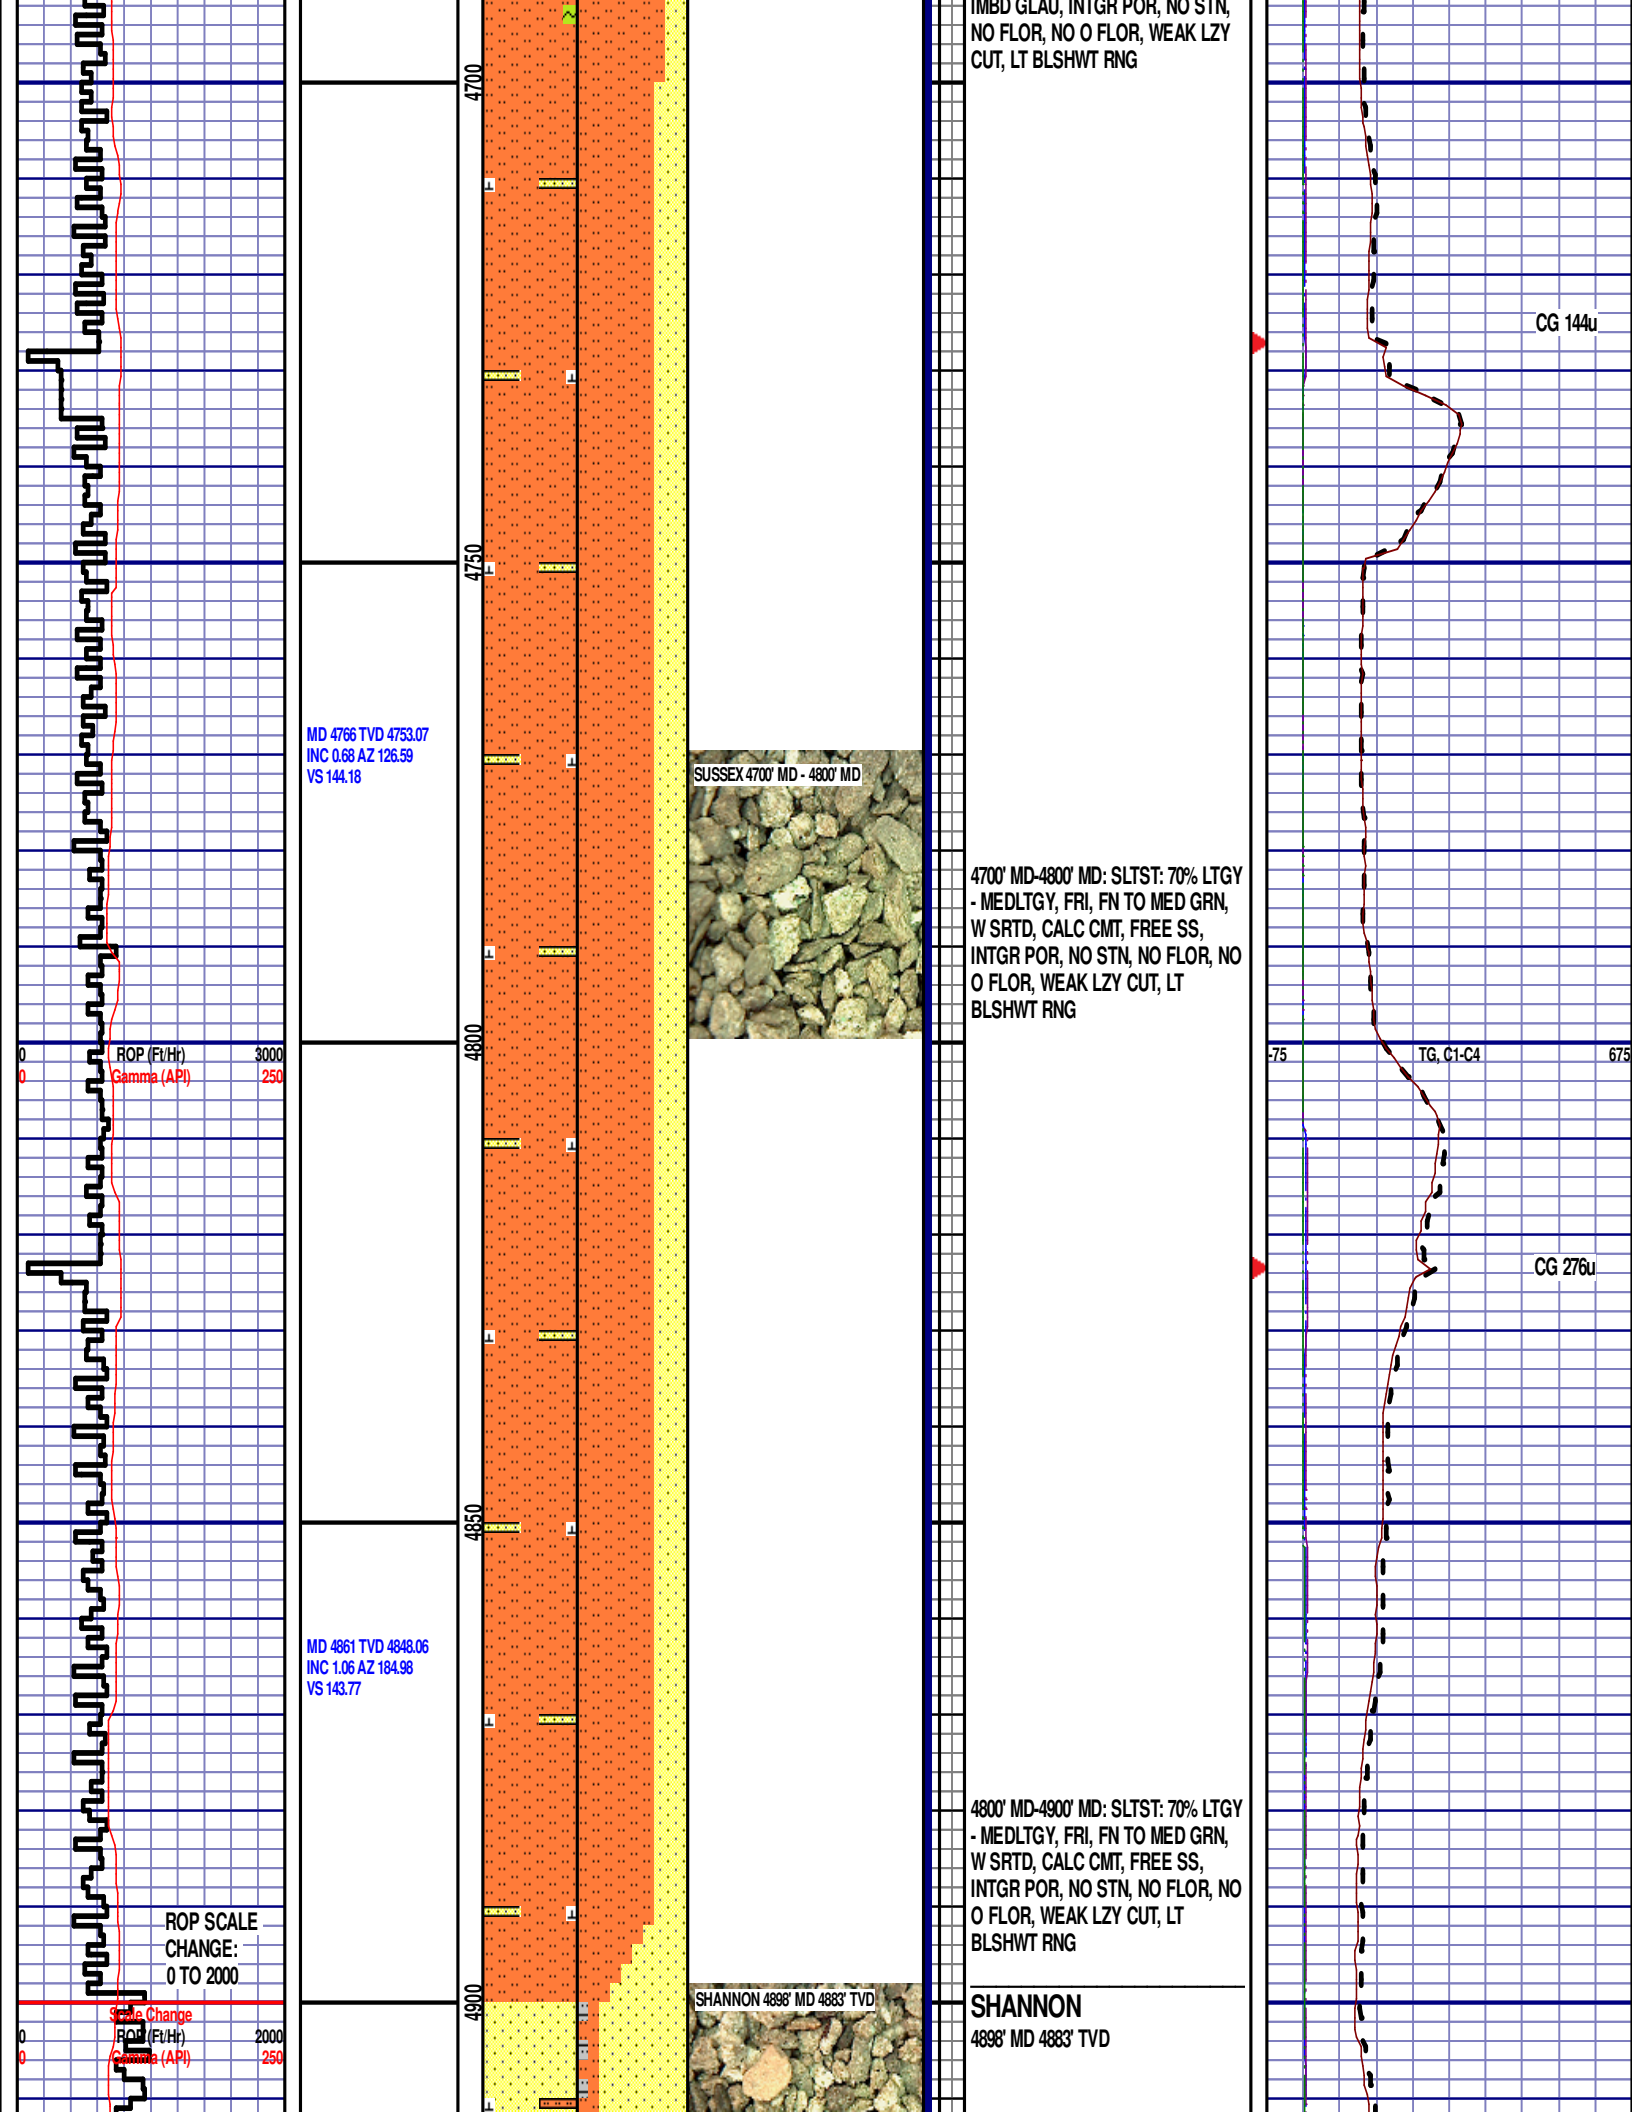 IMBD GLAU, INTGR POR, NO STN,
NO FLOR, NO O FLOR, WEAK LZY
CUT, LT BLSHWT RNG
4700
CG 144u
4750
MD 4766 TVD 4753.07
INC 0.68 AZ 126.59
VS 144.18
SUSSEX 4700' MD - 4800' MD
4700' MD-4800' MD: SLTST: 70% LTGY
- MEDLTGY, FRI, FN TO MED GRN,
W SRTD, CALC CMT, FREE SS,
INTGR POR, NO STN, NO FLOR, NO
O FLOR, WEAK LZY CUT, LT
BLSHWT RNG
4800
0 ROP (Ft/Hr) 3000
0 Gamma (API) 250
-75 TG, C1-C4 675
CG 276u
4850
MD 4861 TVD 4848.06
INC 1.06 AZ 184.98
VS 143.77
4800' MD-4900' MD: SLTST: 70% LTGY
- MEDLTGY, FRI, FN TO MED GRN,
W SRTD, CALC CMT, FREE SS,
INTGR POR, NO STN, NO FLOR, NO
O FLOR, WEAK LZY CUT, LT
BLSHWT RNG
ROP SCALE
CHANGE:
0 TO 2000
4900
SHANNON 4898' MD 4883' TVD
SHANNON
4898' MD 4883' TVD
Scale Change
0 ROP (Ft/Hr) 2000
0 Gamma (API) 250